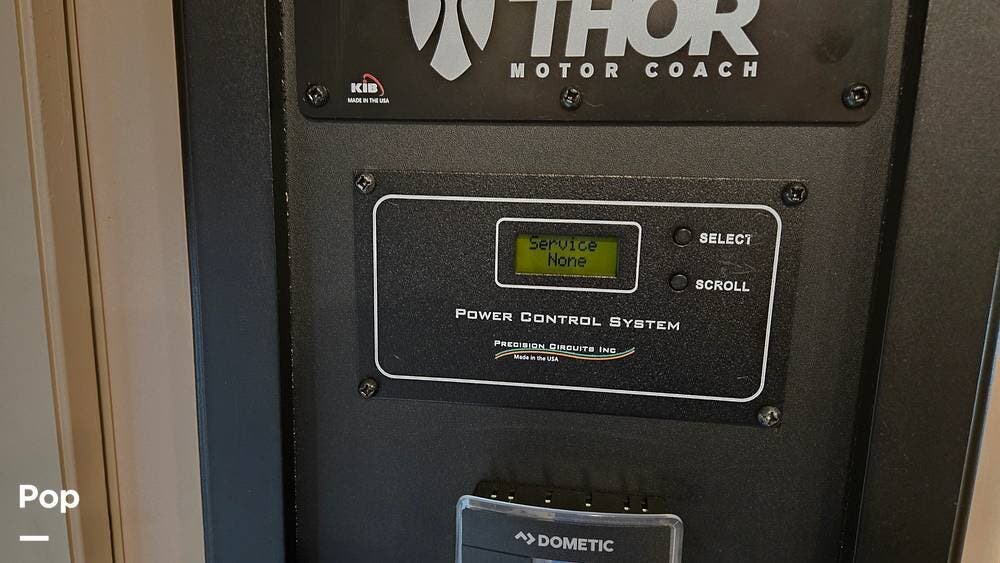 THOR
MOTOR COACH
KIB
MADE IN THE USA
Service
None
SELECT
SCROLL
POWER CONTROL SYSTEM
PRECISION CIRCUITS INC
Made in the USA
Pop
DOMETIC